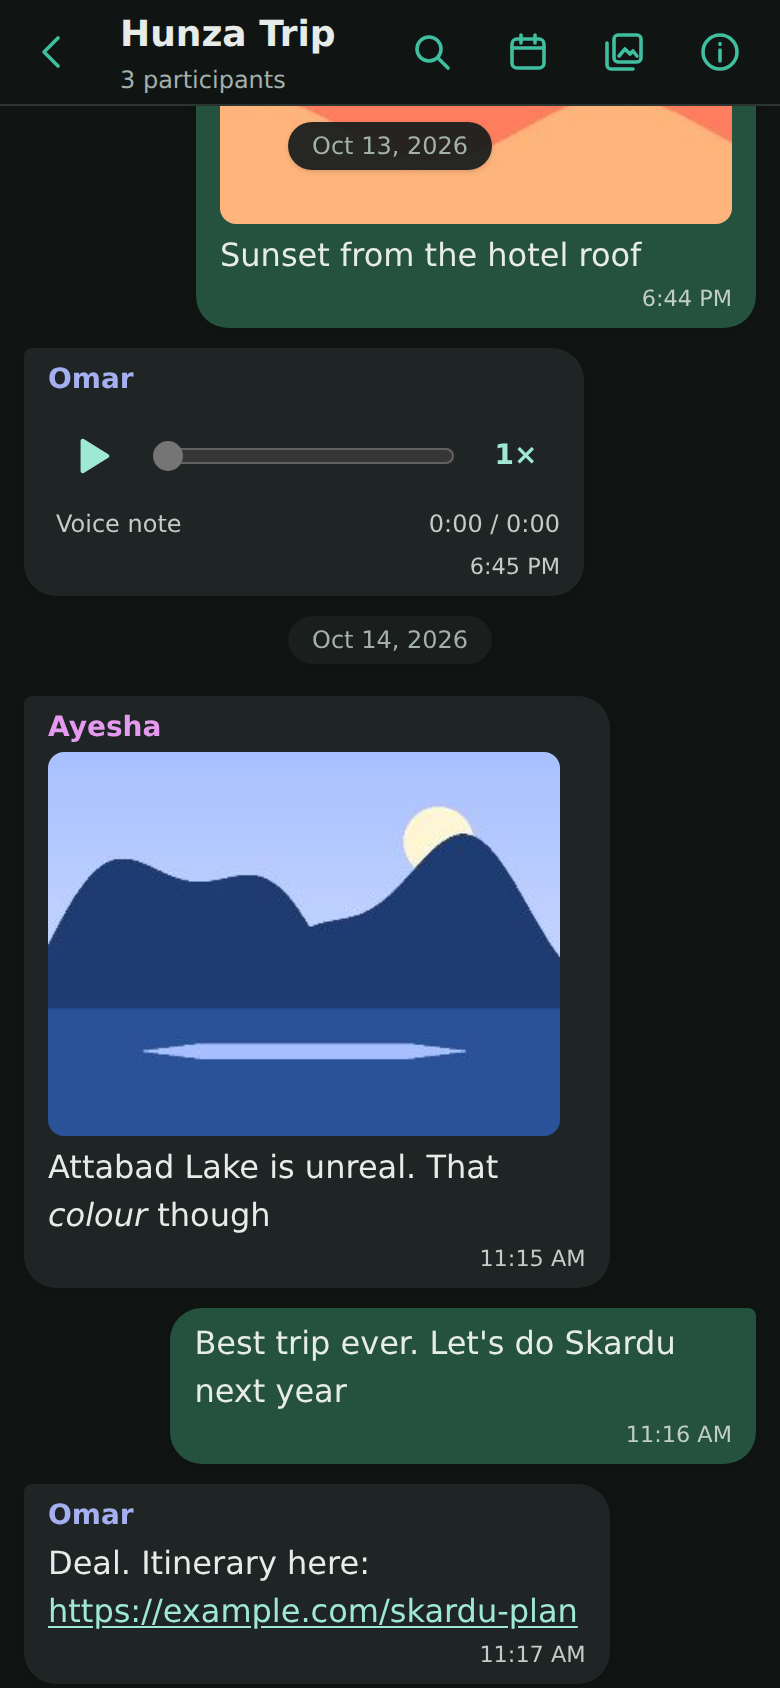 Hunza Trip
3 participants
Oct 13, 2026
Sunset from the hotel roof
6:44 PM
Omar
1×
Voice note 0:00 / 0:00
6:45 PM
Oct 14, 2026
Ayesha
Attabad Lake is unreal. That
colour though
11:15 AM
Best trip ever. Let's do Skardu
next year
11:16 AM
Omar
Deal. Itinerary here:
https://example.com/skardu-plan
11:17 AM